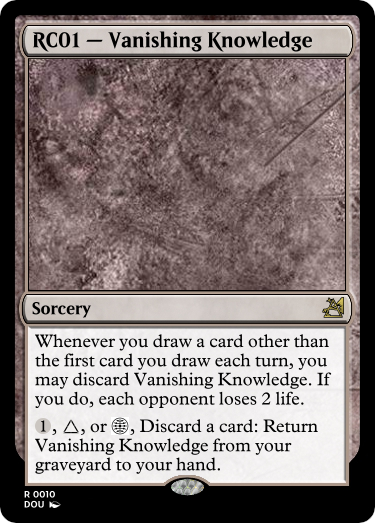 RC01 — Vanishing Knowledge
Sorcery
Whenever you draw a card other than
the first card you draw each turn, you
may discard Vanishing Knowledge. If
you do, each opponent loses 2 life.
1, △, or 🌐, Discard a card: Return
Vanishing Knowledge from your
graveyard to your hand.
R 0010
DOU